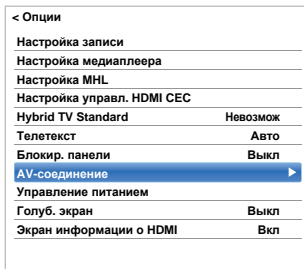 < Опции
Настройка записи
Настройка медиаплеера
Настройка MHL
Настройка управл. HDMI CEC
Hybrid TV Standard Невозмож
Телетекст Авто
Блокир. панели Выкл
AV-соединение
Управление питанием
Голуб. экран Выкл
Экран информации о HDMI Вкл